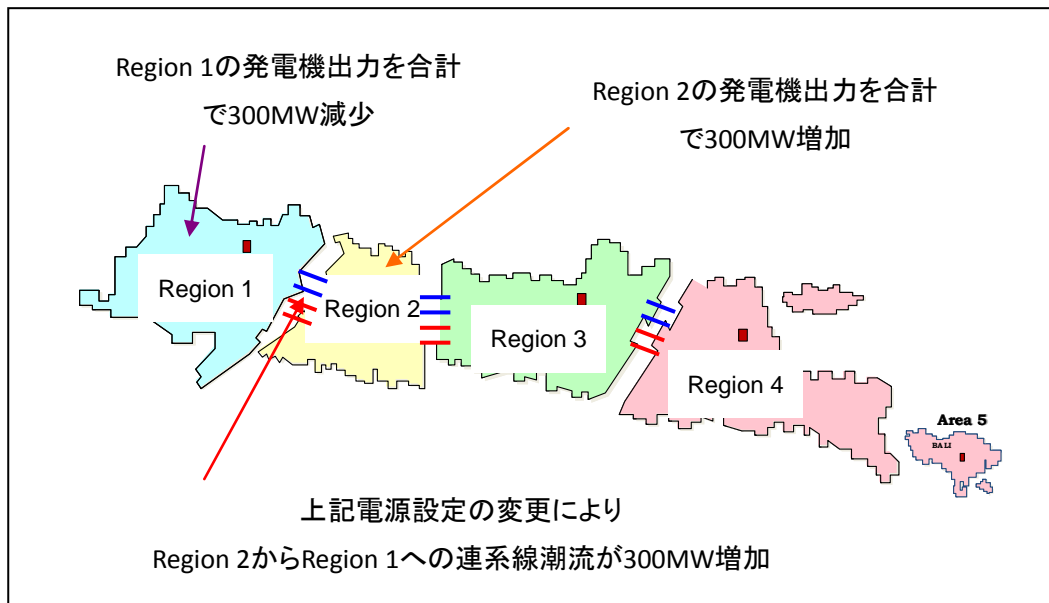 Region 1の発電機出力を合計
で300MW減少
Region 2の発電機出力を合計
で300MW増加
Region 1
Region 2
Region 3
Region 4
Area 5
BALI
上記電源設定の変更により
Region 2からRegion 1への連系線潮流が300MW増加